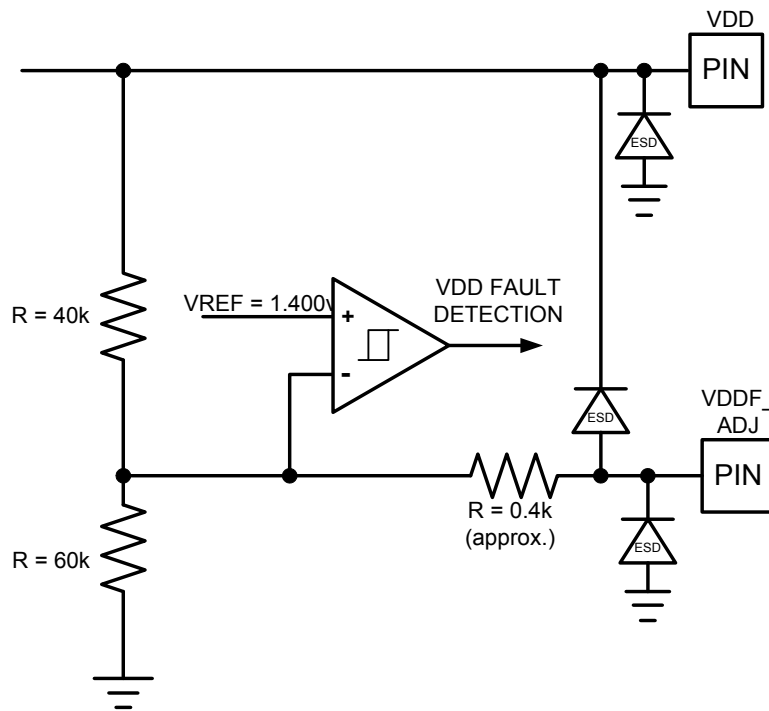 VDD
PIN
ESD
VREF = 1.400v
+
-
VDD FAULT
DETECTION
R = 40k
ESD
VDDF_
ADJ
PIN
R = 0.4k
(approx.)
ESD
R = 60k